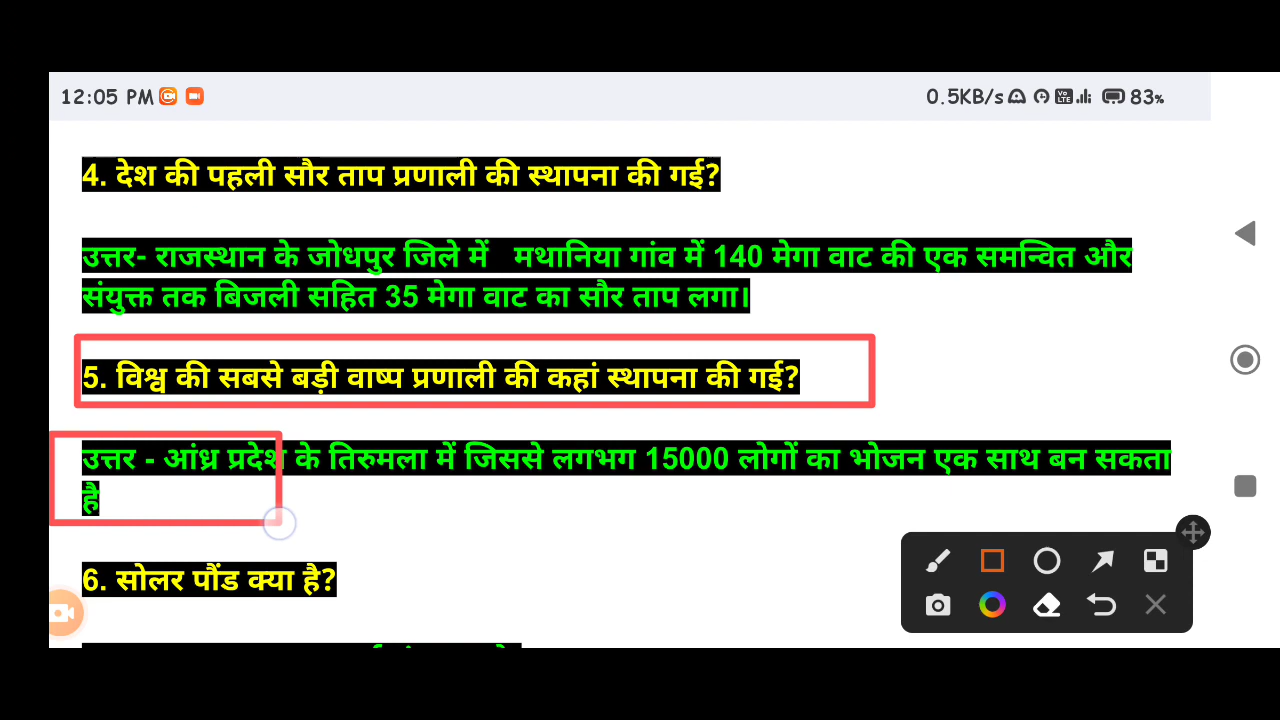 12:05 PM 0.5KB/s Vo LTE 83%
4. देश की पहली सौर ताप प्रणाली की स्थापना की गई?
उत्तर- राजस्थान के जोधपुर जिले में मथानिया गांव में 140 मेगा वाट की एक समन्वित और
संयुक्त तक बिजली सहित 35 मेगा वाट का सौर ताप लगा।
5. विश्व की सबसे बड़ी वाष्प प्रणाली की कहां स्थापना की गई?
उत्तर - आंध्र प्रदेश के तिरुमला में जिससे लगभग 15000 लोगों का भोजन एक साथ बन सकता
है
6. सोलर पौंड क्या है?